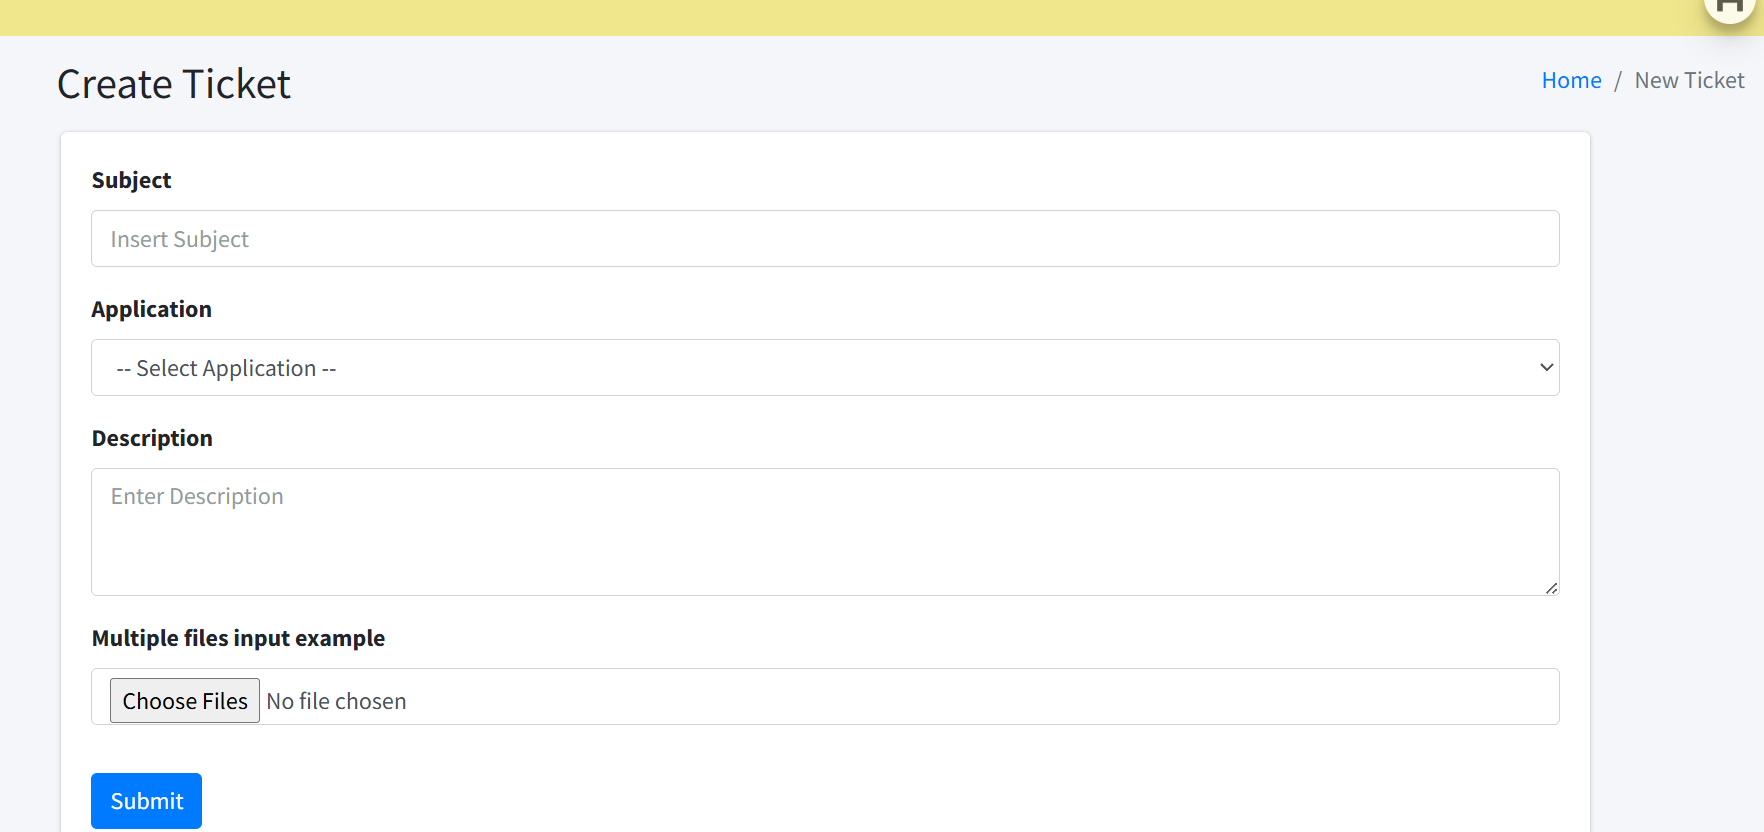 Create Ticket
Home / New Ticket
Subject
Insert Subject
Application
-- Select Application --
Description
Enter Description
Multiple files input example
Choose Files No file chosen
Submit